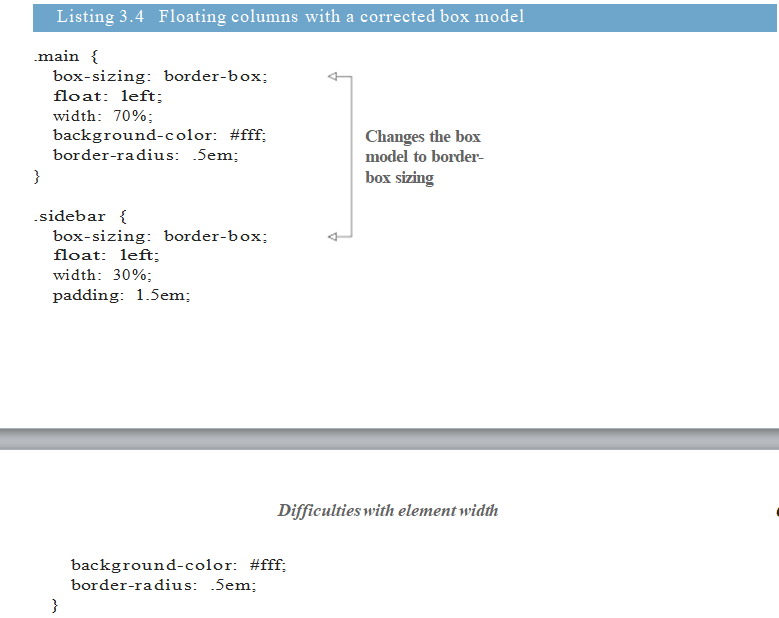 Listing 3.4 Floating columns with a corrected box model
.main {
box-sizing: border-box;
float: left;
width: 70%;
background-color: #fff;
border-radius: .5em;
}
Changes the box
model to border-
box sizing
.sidebar {
box-sizing: border-box;
float: left;
width: 30%;
padding: 1.5em;
Difficulties with element width
background-color: #fff;
border-radius: .5em;
}